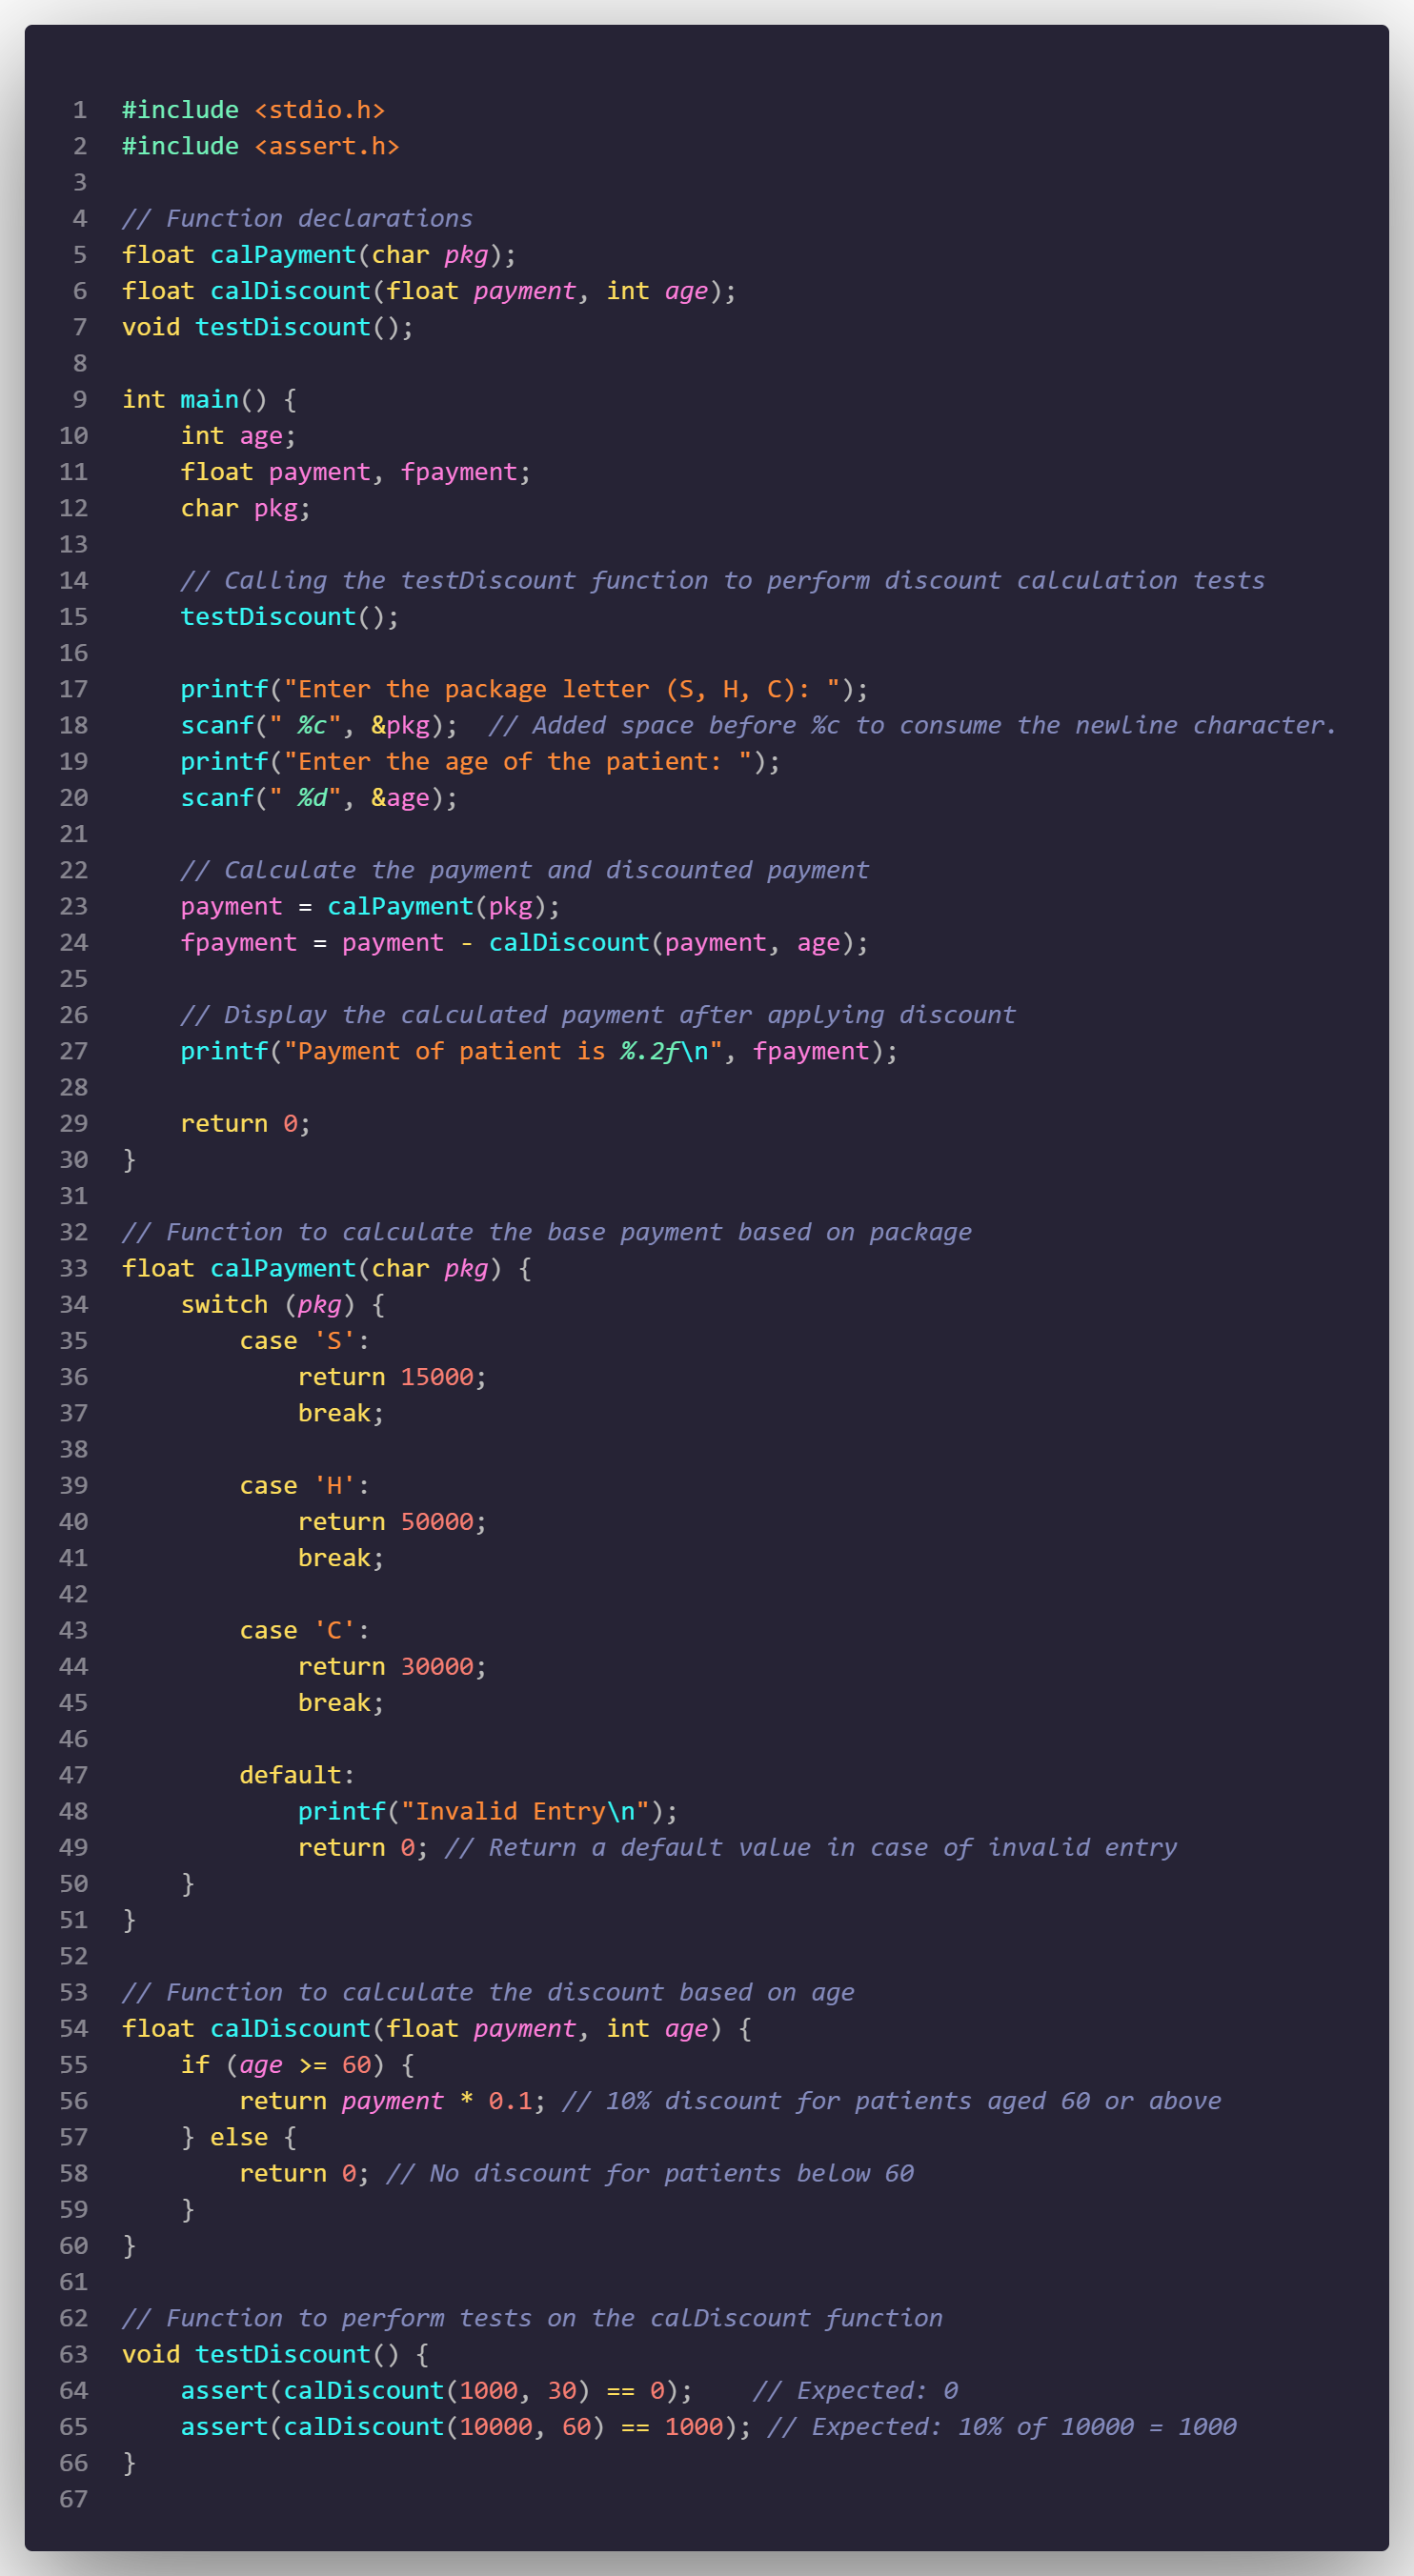 1 #include <stdio.h>
2 #include <assert.h>
3
4 // Function declarations
5 float calPayment(char pkg);
6 float calDiscount(float payment, int age);
7 void testDiscount();
8
9 int main() {
10     int age;
11     float payment, fpayment;
12     char pkg;
13
14     // Calling the testDiscount function to perform discount calculation tests
15     testDiscount();
16
17     printf("Enter the package letter (S, H, C): ");
18     scanf(" %c", &pkg);  // Added space before %c to consume the newline character.
19     printf("Enter the age of the patient: ");
20     scanf(" %d", &age);
21
22     // Calculate the payment and discounted payment
23     payment = calPayment(pkg);
24     fpayment = payment - calDiscount(payment, age);
25
26     // Display the calculated payment after applying discount
27     printf("Payment of patient is %.2f\n", fpayment);
28
29     return 0;
30 }
31
32 // Function to calculate the base payment based on package
33 float calPayment(char pkg) {
34     switch (pkg) {
35         case 'S':
36             return 15000;
37             break;
38
39         case 'H':
40             return 50000;
41             break;
42
43         case 'C':
44             return 30000;
45             break;
46
47         default:
48             printf("Invalid Entry\n");
49             return 0; // Return a default value in case of invalid entry
50     }
51 }
52
53 // Function to calculate the discount based on age
54 float calDiscount(float payment, int age) {
55     if (age >= 60) {
56         return payment * 0.1; // 10% discount for patients aged 60 or above
57     } else {
58         return 0; // No discount for patients below 60
59     }
60 }
61
62 // Function to perform tests on the calDiscount function
63 void testDiscount() {
64     assert(calDiscount(1000, 30) == 0);    // Expected: 0
65     assert(calDiscount(10000, 60) == 1000); // Expected: 10% of 10000 = 1000
66 }
67